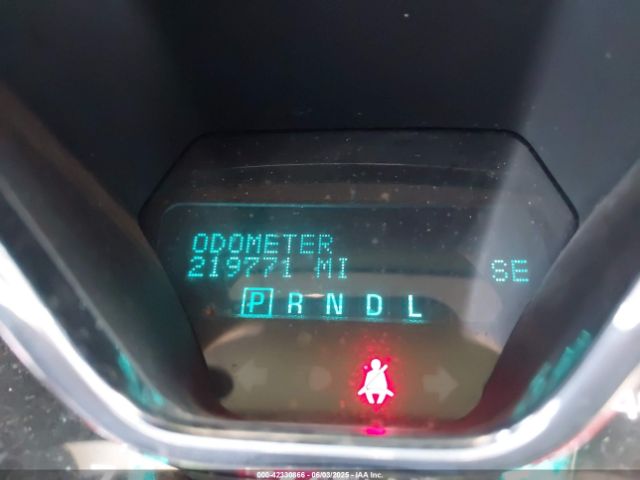 ODOMETER
219771 MI SE
P R N D L
000-42330866 - 06/03/2025 - IAA Inc.